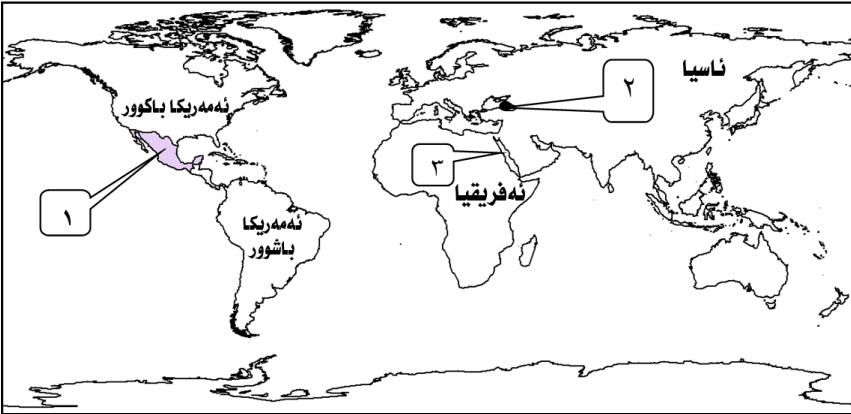 ئاسیا
٢
ئەمەریکا باکوور
٣
ئەفریقیا
١
ئەمەریکا
باشوور